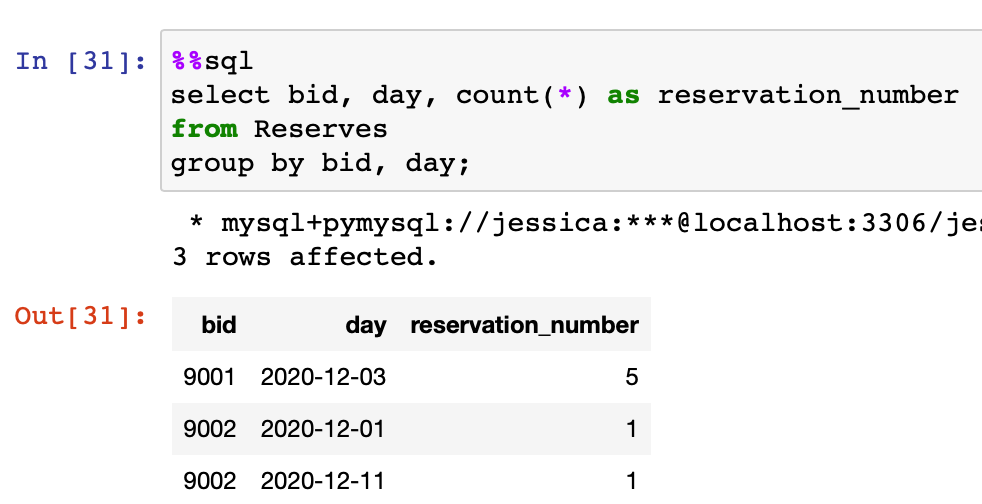 In [31]: %%sql
select bid, day, count(*) as reservation_number
from Reserves
group by bid, day;
* mysql+pymysql://jessica:***@localhost:3306/jes
3 rows affected.
Out[31]:
bid day reservation_number
9001 2020-12-03 5
9002 2020-12-01 1
9002 2020-12-11 1